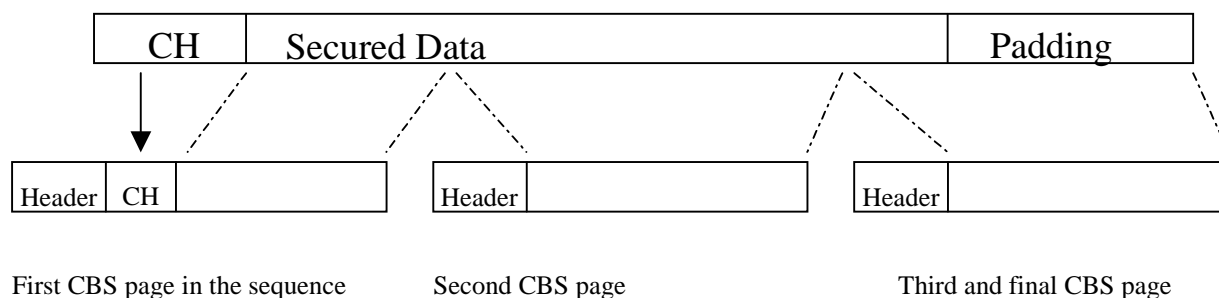 CH Secured Data Padding
Header CH Header Header
First CBS page in the sequence Second CBS page Third and final CBS page